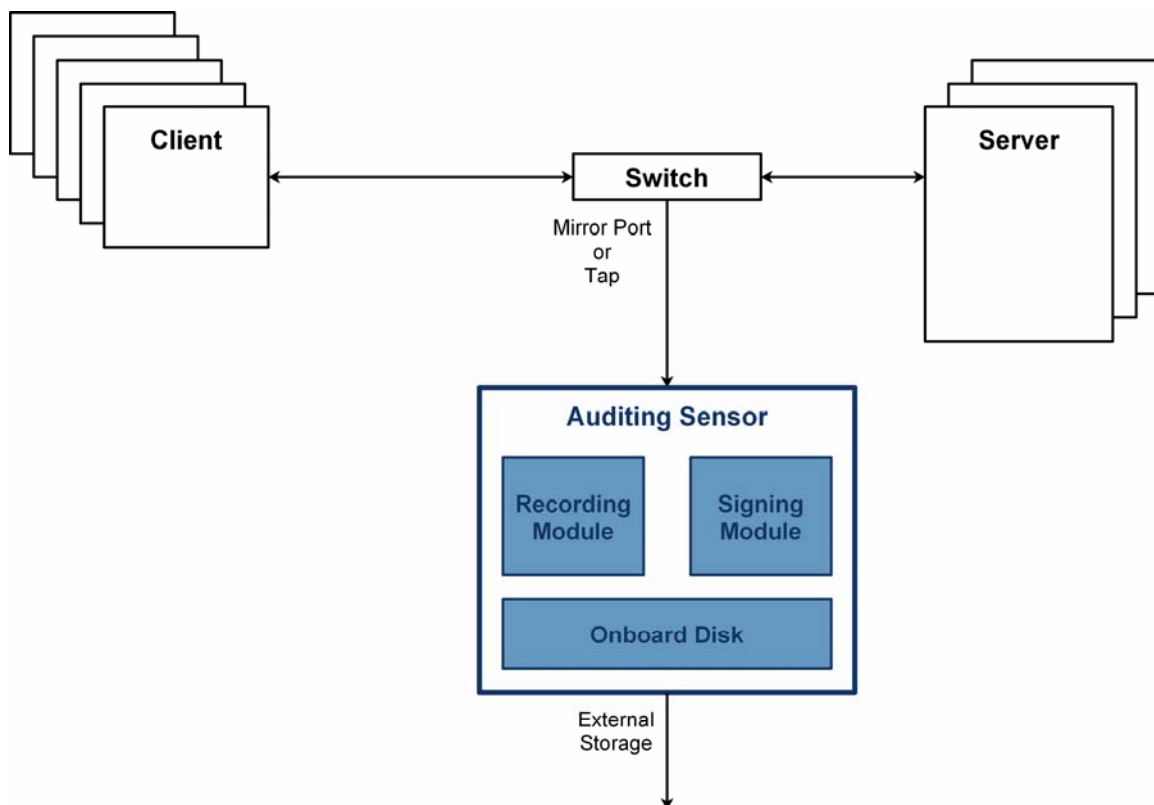 Client
Switch
Server
Mirror Port
or
Tap
Auditing Sensor
Recording
Module
Signing
Module
Onboard Disk
External
Storage